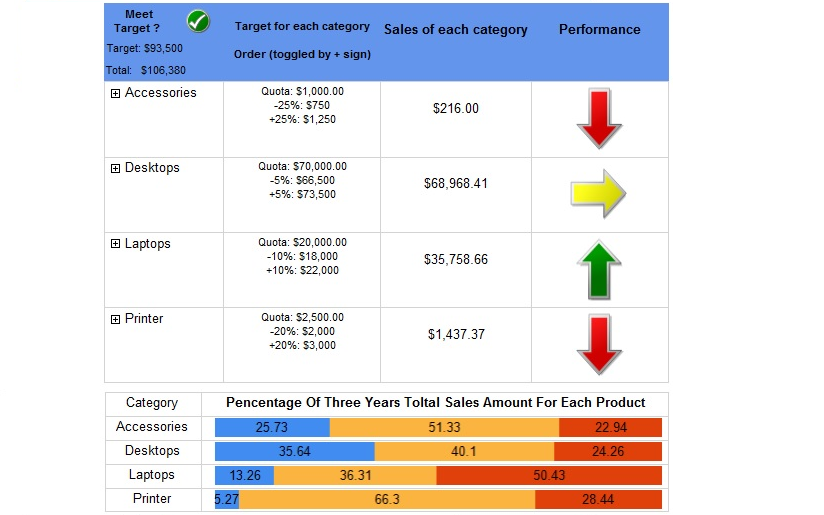 Meet
Target ?
Target: $93,500
Total: $106,380
Target for each category
Order (toggled by + sign)
Sales of each category
Performance
Accessories
Quota: $1,000.00
-25%: $750
+25%: $1,250
$216.00
Desktops
Quota: $70,000.00
-5%: $66,500
+5%: $73,500
$68,968.41
Laptops
Quota: $20,000.00
-10%: $18,000
+10%: $22,000
$35,758.66
Printer
Quota: $2,500.00
-20%: $2,000
+20%: $3,000
$1,437.37
Category Pencentage Of Three Years Toltal Sales Amount For Each Product
Accessories 25.73 51.33 22.94
Desktops 35.64 40.1 24.26
Laptops 13.26 36.31 50.43
Printer 5.27 66.3 28.44